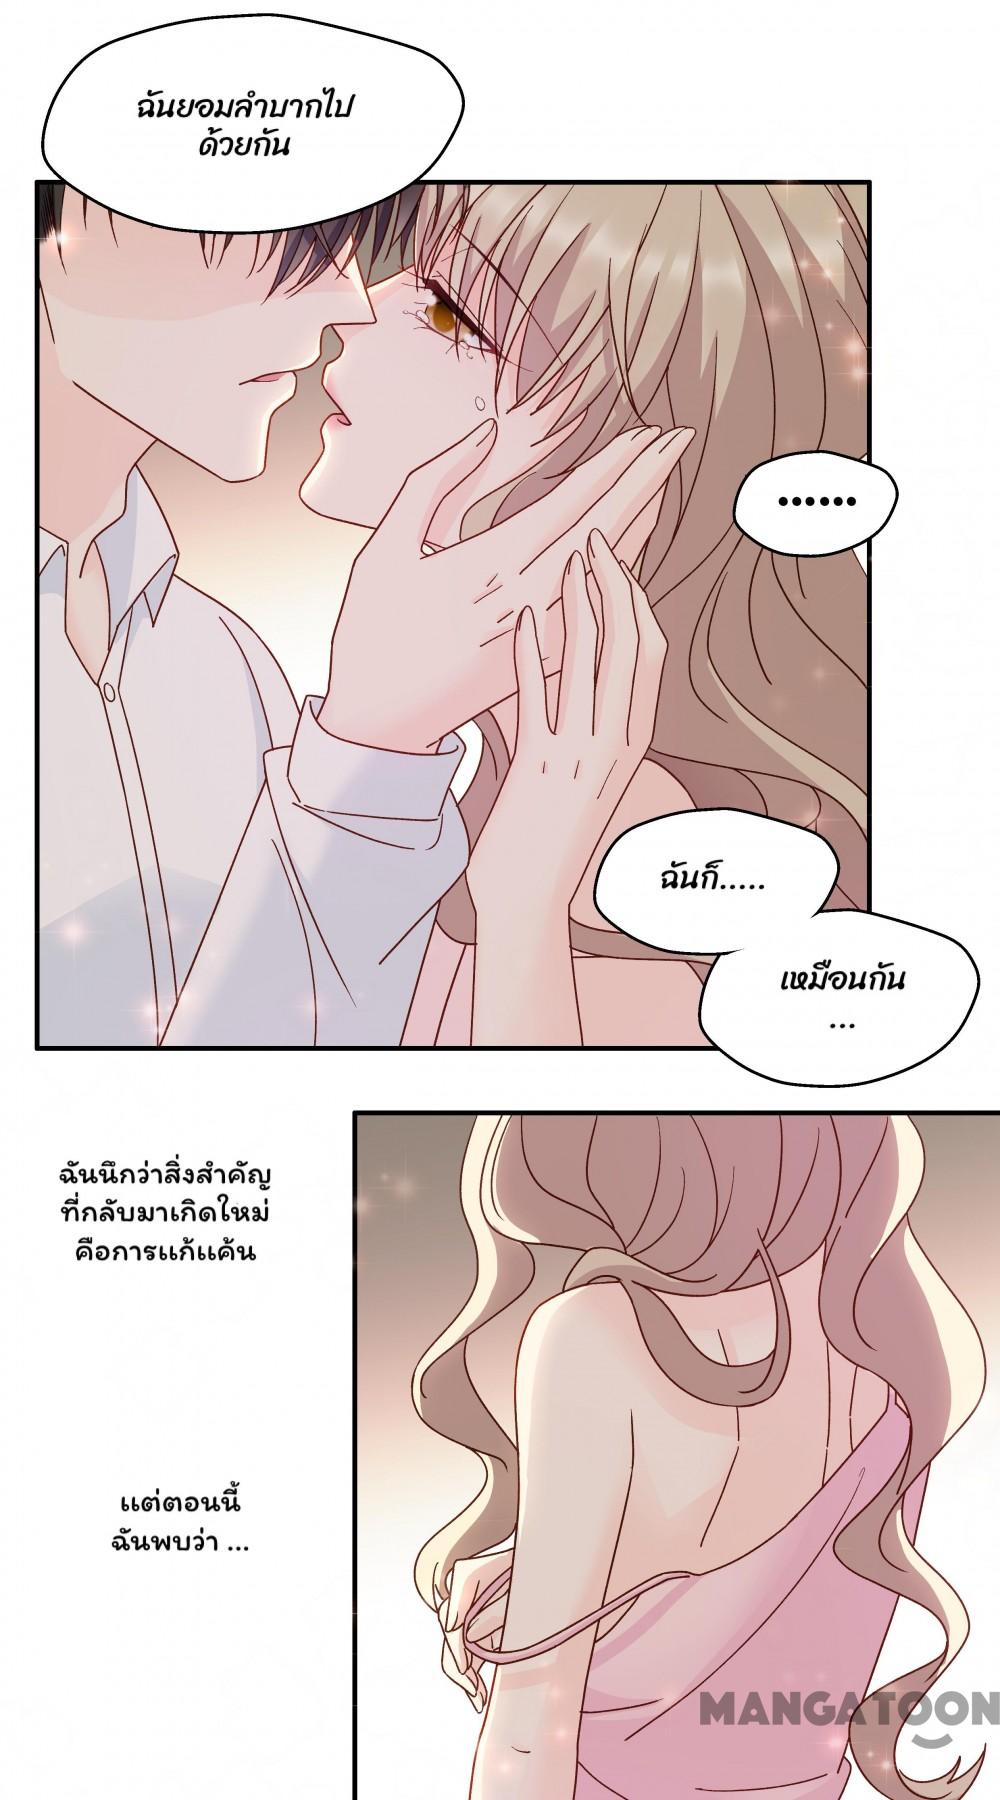 ฉันยอมลำบากไป
ด้วยกัน
......
ฉันก็.....
เหมือนกัน
...
ฉันนึกว่าสิ่งสำคัญ
ที่กลับมาเกิดใหม่
คือการแก้แค้น
แต่ตอนนี้
ฉันพบว่า ...
MANGATOON